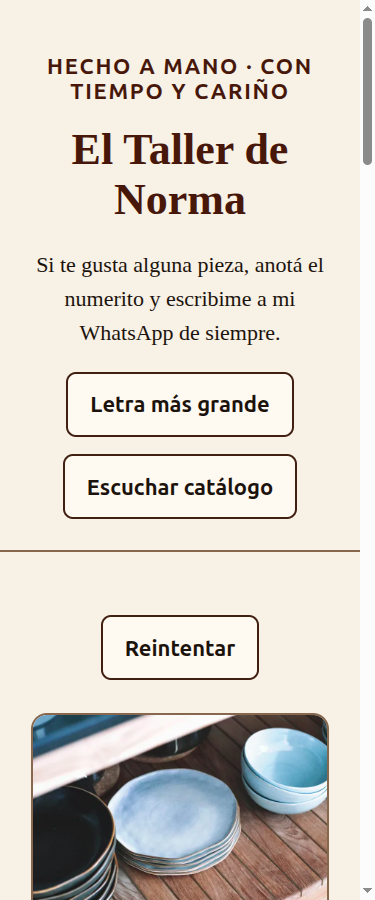 HECHO A MANO · CON
TIEMPO Y CARIÑO
El Taller de
Norma
Si te gusta alguna pieza, anotá el
numerito y escribime a mi
WhatsApp de siempre.
Letra más grande
Escuchar catálogo
Reintentar